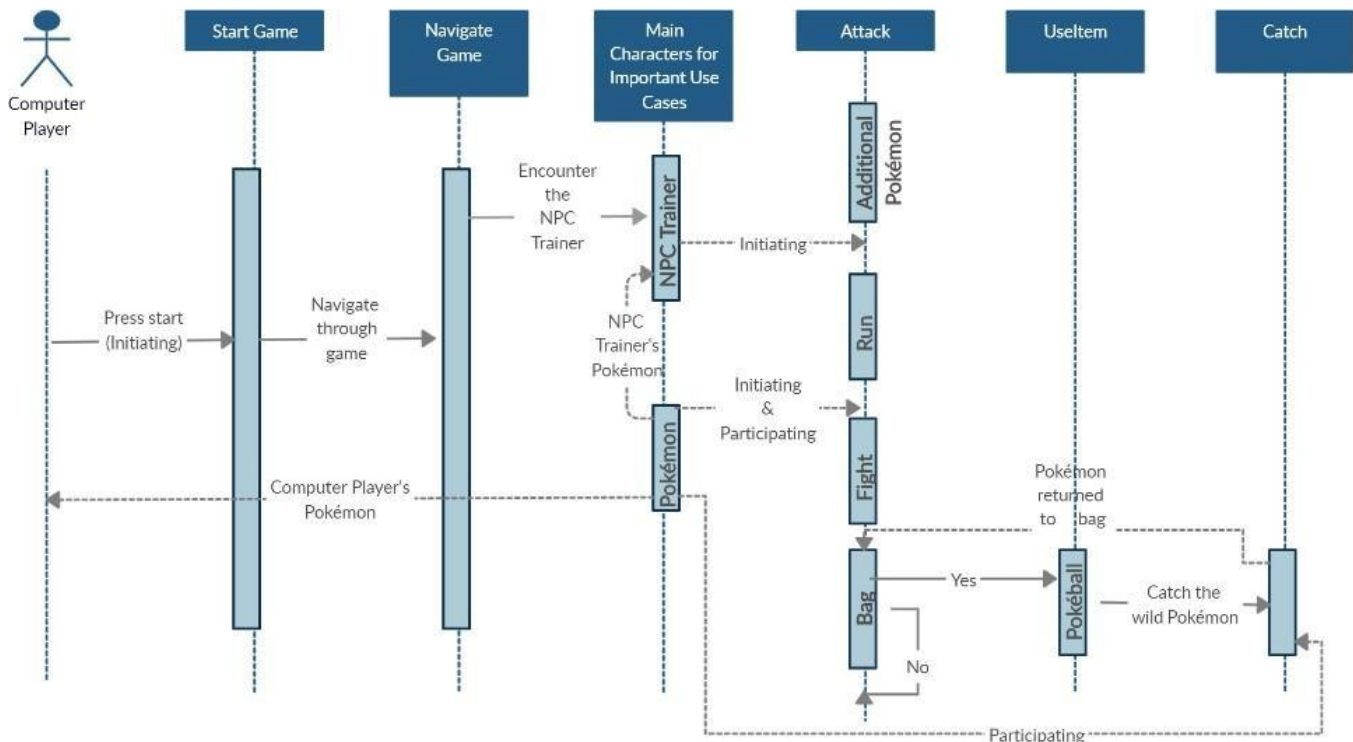 Computer
Player
Start Game
Navigate
Game
Main
Characters for
Important Use
Cases
Attack
UseItem
Catch
Additional
Pokémon
Encounter
the
NPC
Trainer
NPC Trainer
Initiating
Press start
(Initiating)
Navigate
through
game
NPC
Trainer's
Pokémon
Run
Initiating
&
Participating
Pokémon
Fight
Computer Player's
Pokémon
Pokémon
returned
to bag
Bag
Yes
Pokéball
Catch the
wild Pokémon
No
Participating